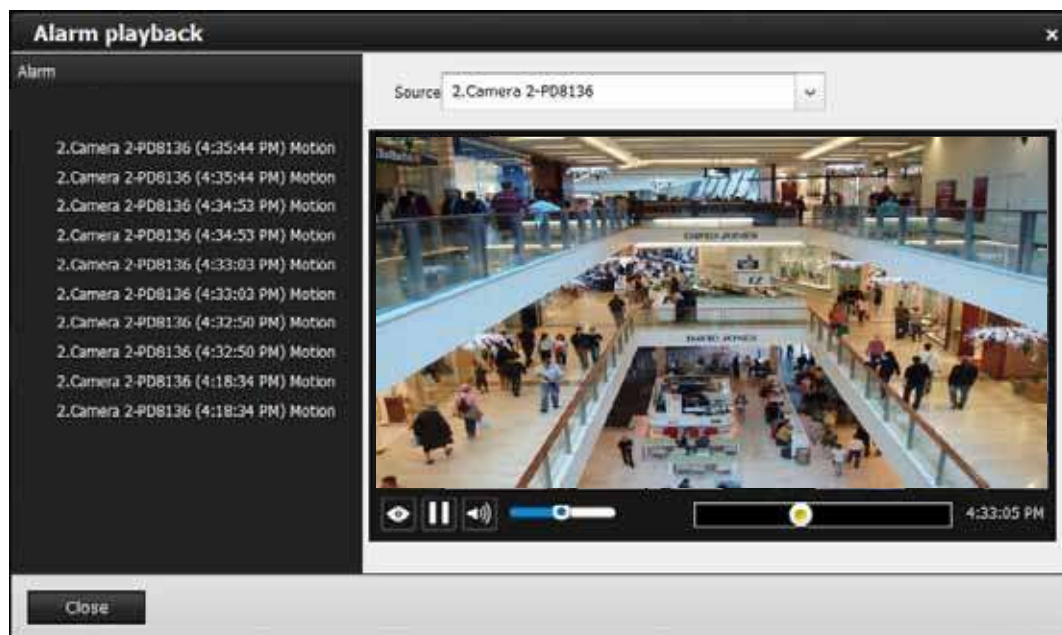 Alarm playback
Alarm
Source 2.Camera 2-PD8136
2.Camera 2-PD8136 (4:35:44 PM) Motion
2.Camera 2-PD8136 (4:35:44 PM) Motion
2.Camera 2-PD8136 (4:34:53 PM) Motion
2.Camera 2-PD8136 (4:34:53 PM) Motion
2.Camera 2-PD8136 (4:33:03 PM) Motion
2.Camera 2-PD8136 (4:33:03 PM) Motion
2.Camera 2-PD8136 (4:32:50 PM) Motion
2.Camera 2-PD8136 (4:32:50 PM) Motion
2.Camera 2-PD8136 (4:18:34 PM) Motion
2.Camera 2-PD8136 (4:18:34 PM) Motion
DAVID JONES
DAVID JONES
4:33:05 PM
Close